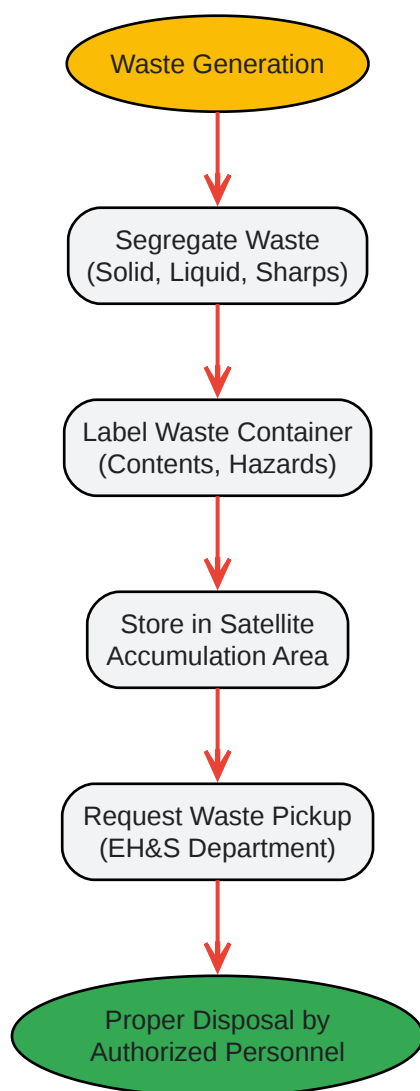 Waste Generation
Segregate Waste
(Solid, Liquid, Sharps)
Label Waste Container
(Contents, Hazards)
Store in Satellite
Accumulation Area
Request Waste Pickup
(EH&S Department)
Proper Disposal by
Authorized Personnel